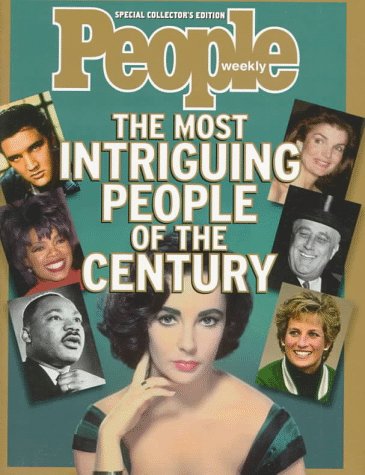 SPECIAL COLLECTOR'S EDITION
People
weekly
THE MOST
INTRIGUING
PEOPLE
OF THE
CENTURY